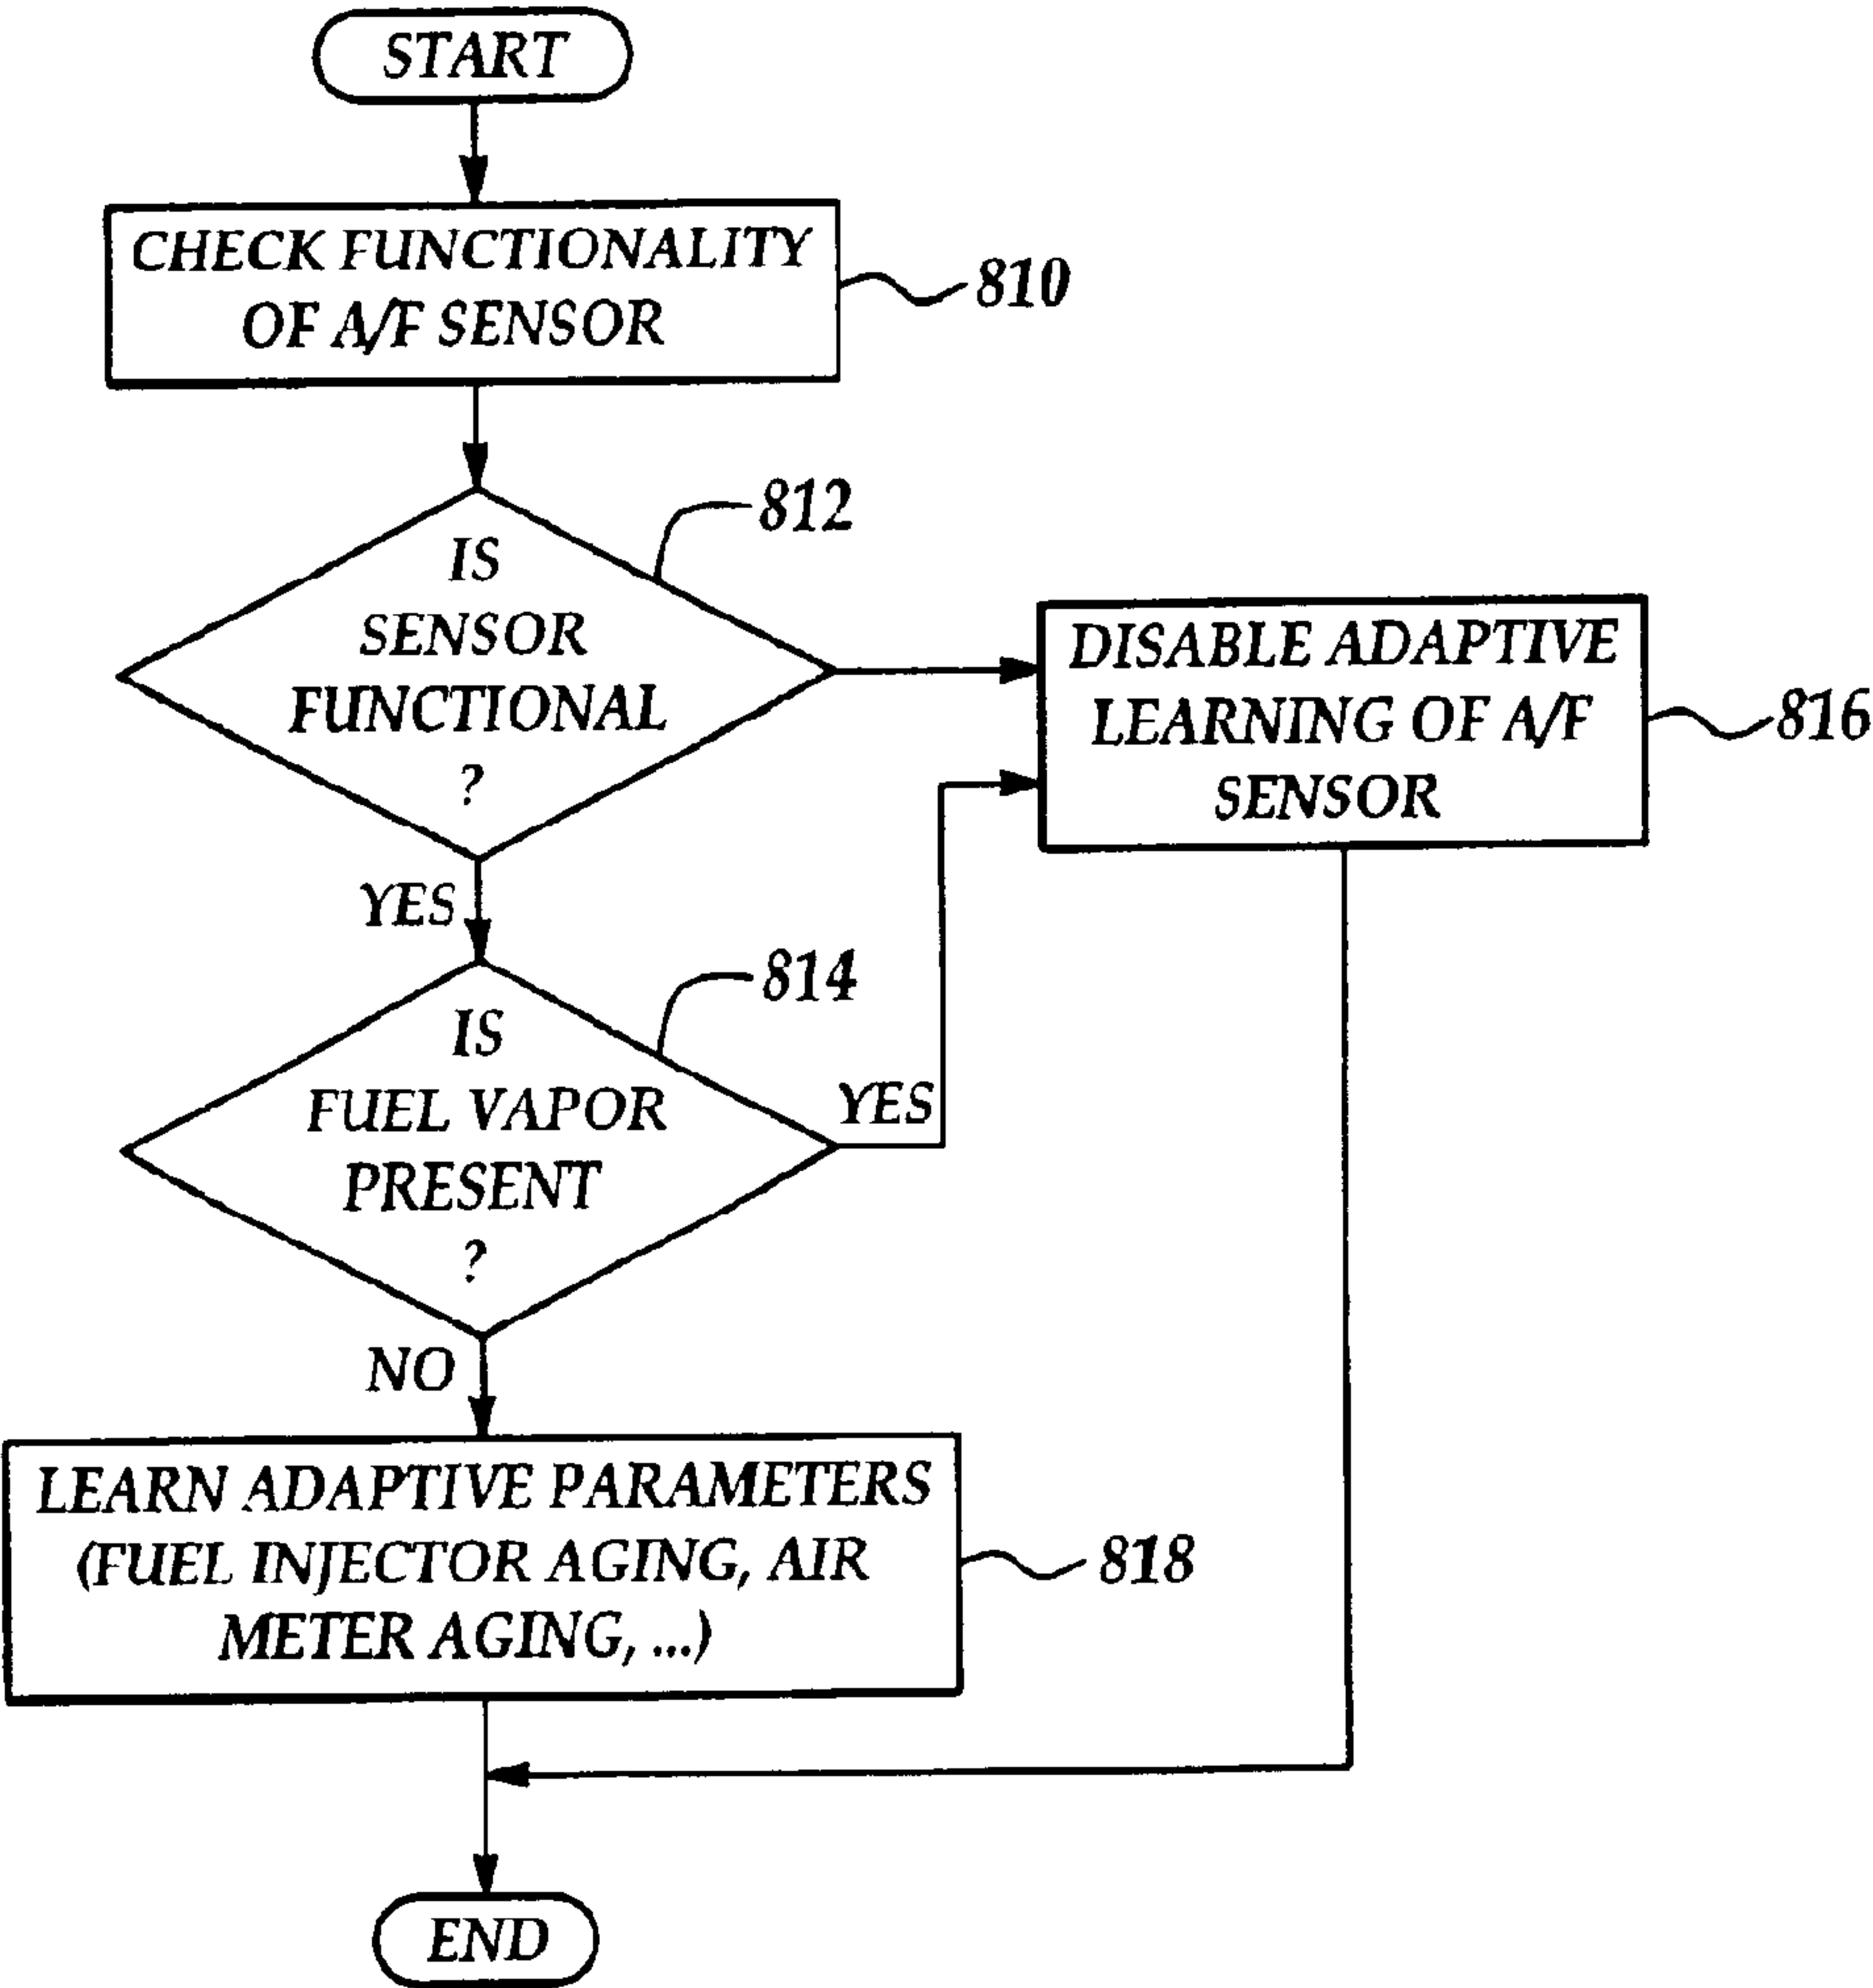 START
CHECK FUNCTIONALITY
OF A/F SENSOR
810
IS
SENSOR
FUNCTIONAL
?
812
DISABLE ADAPTIVE
LEARNING OF A/F
SENSOR
816
YES
IS
FUEL VAPOR
PRESENT
?
814
YES
NO
LEARN ADAPTIVE PARAMETERS
(FUEL INJECTOR AGING, AIR
METER AGING, ...)
818
END